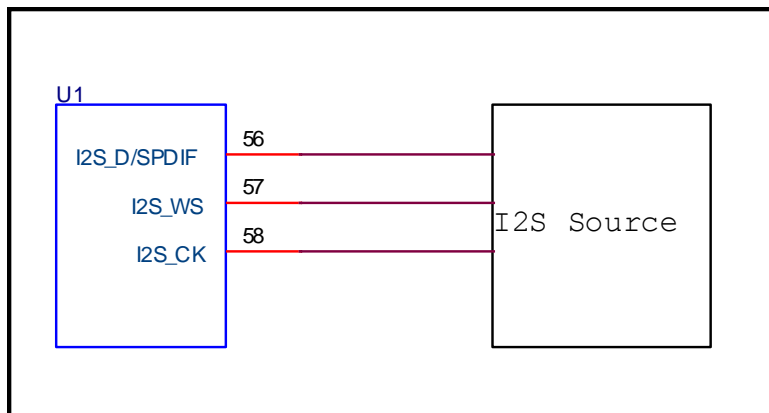 U1
I2S_D/SPDIF 56
I2S_WS 57
I2S_CK 58
I2S Source